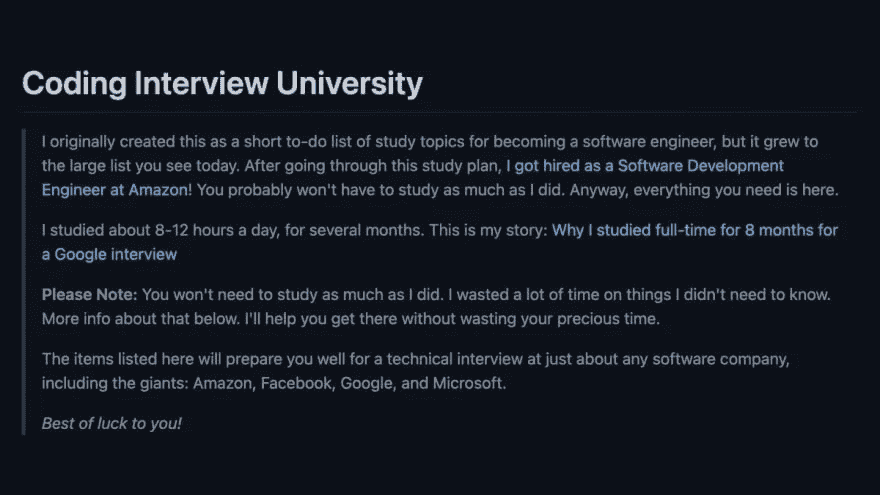 Coding Interview University
I originally created this as a short to-do list of study topics for becoming a software engineer, but it grew to
the large list you see today. After going through this study plan, I got hired as a Software Development
Engineer at Amazon! You probably won't have to study as much as I did. Anyway, everything you need is here.
I studied about 8-12 hours a day, for several months. This is my story: Why I studied full-time for 8 months for
a Google interview
Please Note: You won't need to study as much as I did. I wasted a lot of time on things I didn't need to know.
More info about that below. I'll help you get there without wasting your precious time.
The items listed here will prepare you well for a technical interview at just about any software company,
including the giants: Amazon, Facebook, Google, and Microsoft.
Best of luck to you!